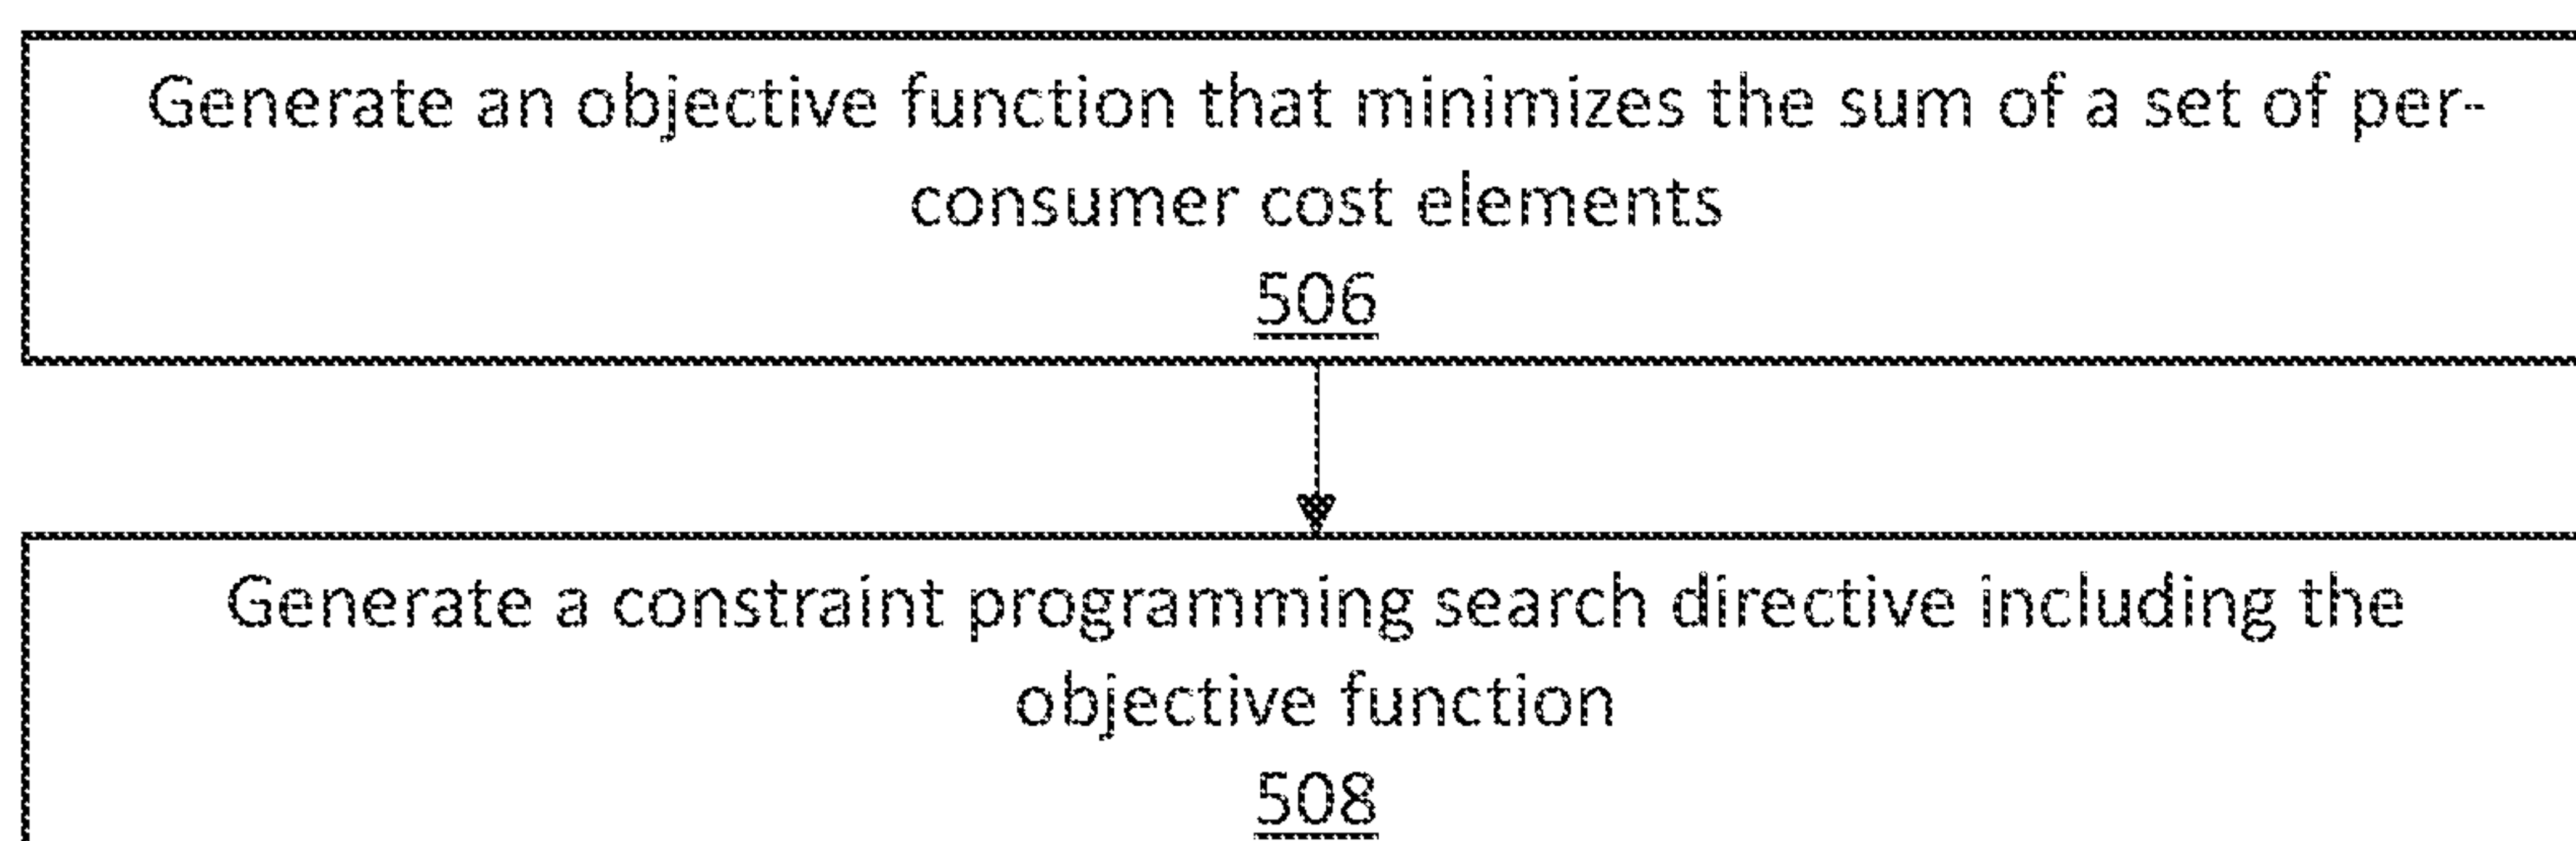 Generate an objective function that minimizes the sum of a set of per-
consumer cost elements
506
Generate a constraint programming search directive including the
objective function
508